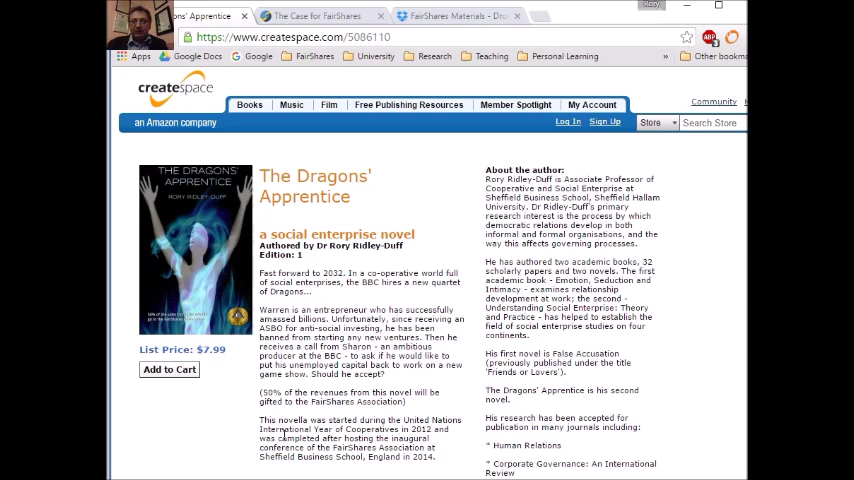 ons' Apprentice
The Case for FairShares
FairShares Materials - Dro
Rory
https://www.createspace.com/5086110
Apps
Google Docs
Google
FairShares
University
Research
Teaching
Personal Learning
»
Other bookma
createspace
an Amazon company
Books
Music
Film
Free Publishing Resources
Member Spotlight
My Account
Community
Log In
Sign Up
Store
Search Store
THE DRAGONS'
APPRENTICE
RORY RIDLEY-DUFF
List Price: $7.99
Add to Cart
The Dragons'
Apprentice
a social enterprise novel
Authored by Dr Rory Ridley-Duff
Edition: 1
Fast forward to 2032. In a co-operative world full
of social enterprises, the BBC hires a new quartet
of Dragons...
Warren is an entrepreneur who has successfully
amassed billions. Unfortunately, since receiving an
ASBO for anti-social investing, he has been
banned from starting any new ventures. Then he
receives a call from Sharon - an ambitious
producer at the BBC - to ask if he would like to
put his unemployed capital back to work on a new
game show. Should he accept?
(50% of the revenues from this novel will be
gifted to the FairShares Association)
This novella was started during the United Nations
International Year of Cooperatives in 2012 and
was completed after hosting the inaugural
conference of the FairShares Association at
Sheffield Business School, England in 2014.
About the author:
Rory Ridley-Duff is Associate Professor of
Cooperative and Social Enterprise at
Sheffield Business School, Sheffield Hallam
University. Dr Ridley-Duff's primary
research interest is the process by which
democratic relations develop in both
informal and formal organisations, and the
way this affects governing processes.
He has authored two academic books, 32
scholarly papers and two novels. The first
academic book - Emotion, Seduction and
Intimacy - examines relationship
development at work; the second -
Understanding Social Enterprise: Theory
and Practice - has helped to establish the
field of social enterprise studies on four
continents.
His first novel is False Accusation
(previously published under the title
'Friends or Lovers').
The Dragons' Apprentice is his second
novel.
His research has been accepted for
publication in many journals including:
* Human Relations
* Corporate Governance: An International
Review